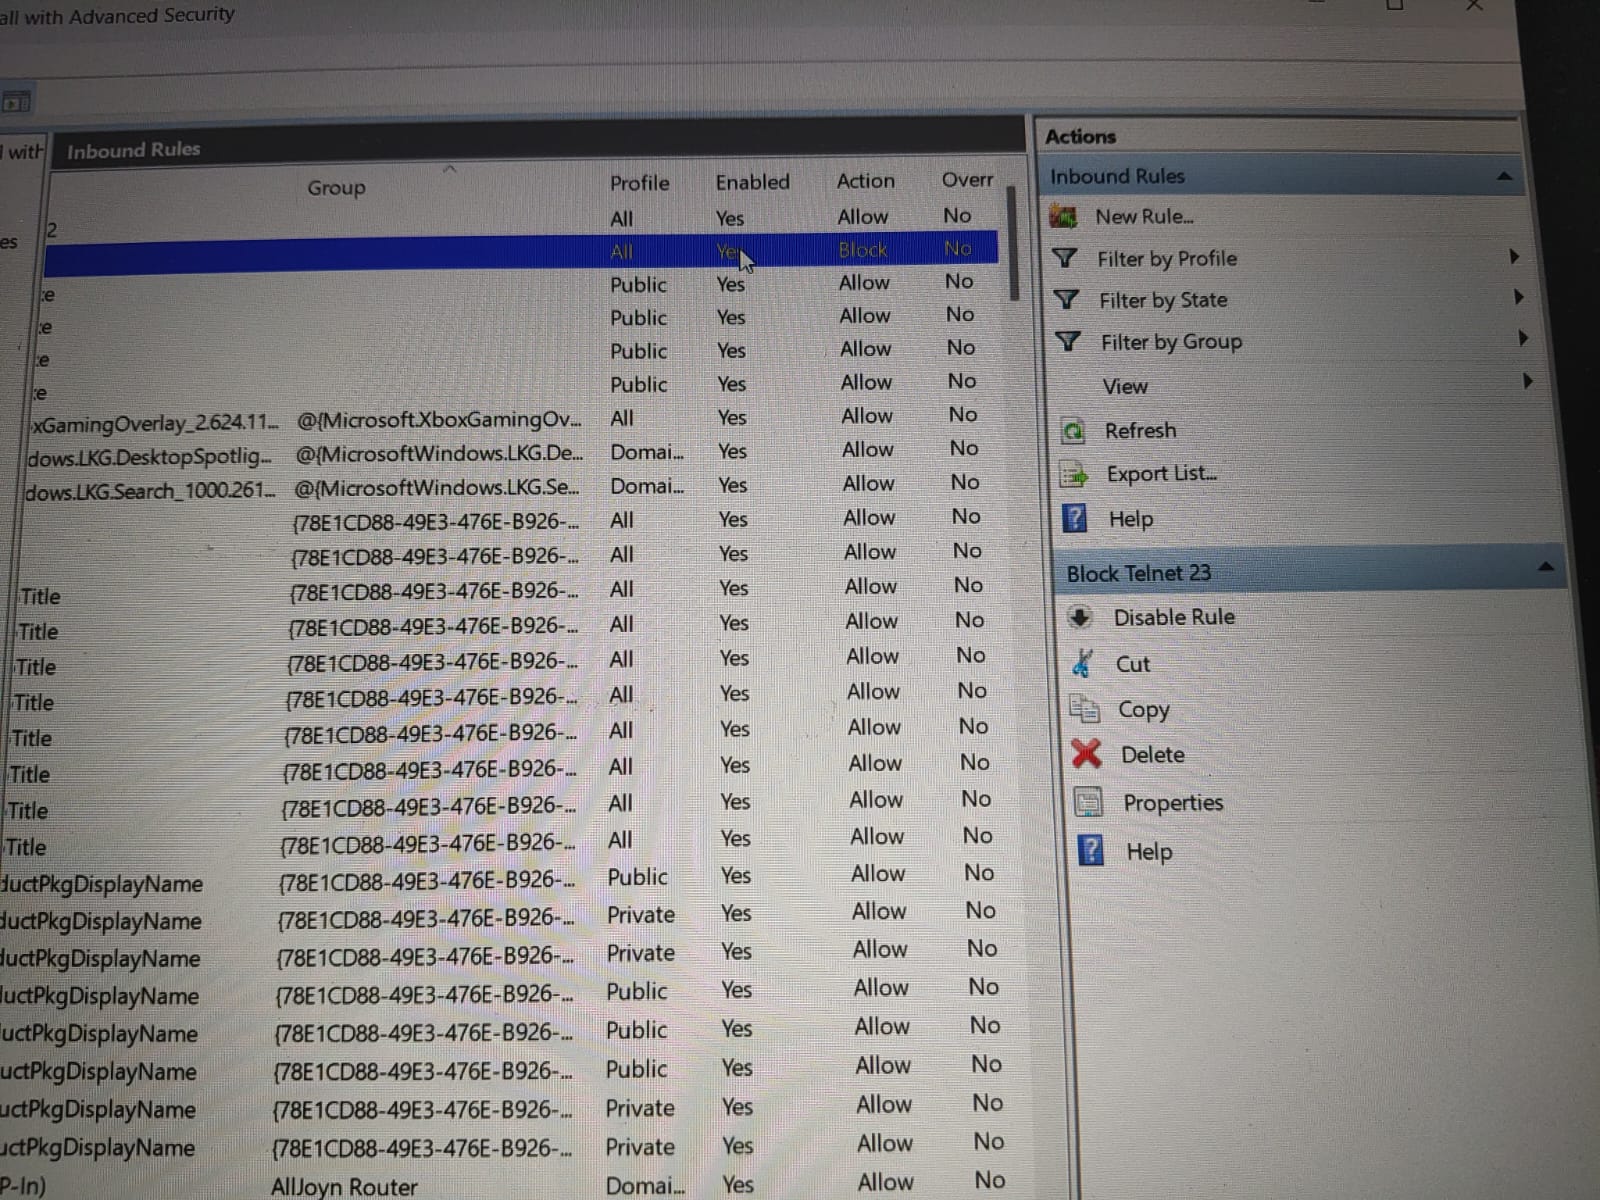 all with Advanced Security
l with
Inbound Rules
Group Profile Enabled Action Overr
2 All Yes Allow No
es
All Yes Block No
:e Public Yes Allow No
:e Public Yes Allow No
:e Public Yes Allow No
:e Public Yes Allow No
xGamingOverlay_2.624.11... @{Microsoft.XboxGamingOv... All Yes Allow No
dows.LKG.DesktopSpotlig... @{MicrosoftWindows.LKG.De... Domai... Yes Allow No
dows.LKG.Search_1000.261... @{MicrosoftWindows.LKG.Se... Domai... Yes Allow No
{78E1CD88-49E3-476E-B926-... All Yes Allow No
{78E1CD88-49E3-476E-B926-... All Yes Allow No
Title {78E1CD88-49E3-476E-B926-... All Yes Allow No
Title {78E1CD88-49E3-476E-B926-... All Yes Allow No
Title {78E1CD88-49E3-476E-B926-... All Yes Allow No
Title {78E1CD88-49E3-476E-B926-... All Yes Allow No
Title {78E1CD88-49E3-476E-B926-... All Yes Allow No
Title {78E1CD88-49E3-476E-B926-... All Yes Allow No
Title {78E1CD88-49E3-476E-B926-... All Yes Allow No
Title {78E1CD88-49E3-476E-B926-... All Yes Allow No
ductPkgDisplayName {78E1CD88-49E3-476E-B926-... Public Yes Allow No
ductPkgDisplayName {78E1CD88-49E3-476E-B926-... Private Yes Allow No
ductPkgDisplayName {78E1CD88-49E3-476E-B926-... Private Yes Allow No
ductPkgDisplayName {78E1CD88-49E3-476E-B926-... Public Yes Allow No
uctPkgDisplayName {78E1CD88-49E3-476E-B926-... Public Yes Allow No
uctPkgDisplayName {78E1CD88-49E3-476E-B926-... Public Yes Allow No
uctPkgDisplayName {78E1CD88-49E3-476E-B926-... Private Yes Allow No
uctPkgDisplayName {78E1CD88-49E3-476E-B926-... Private Yes Allow No
P-In) AllJoyn Router Domai... Yes Allow No
Actions
Inbound Rules
New Rule...
Filter by Profile
Filter by State
Filter by Group
View
Refresh
Export List...
Help
Block Telnet 23
Disable Rule
Cut
Copy
Delete
Properties
Help